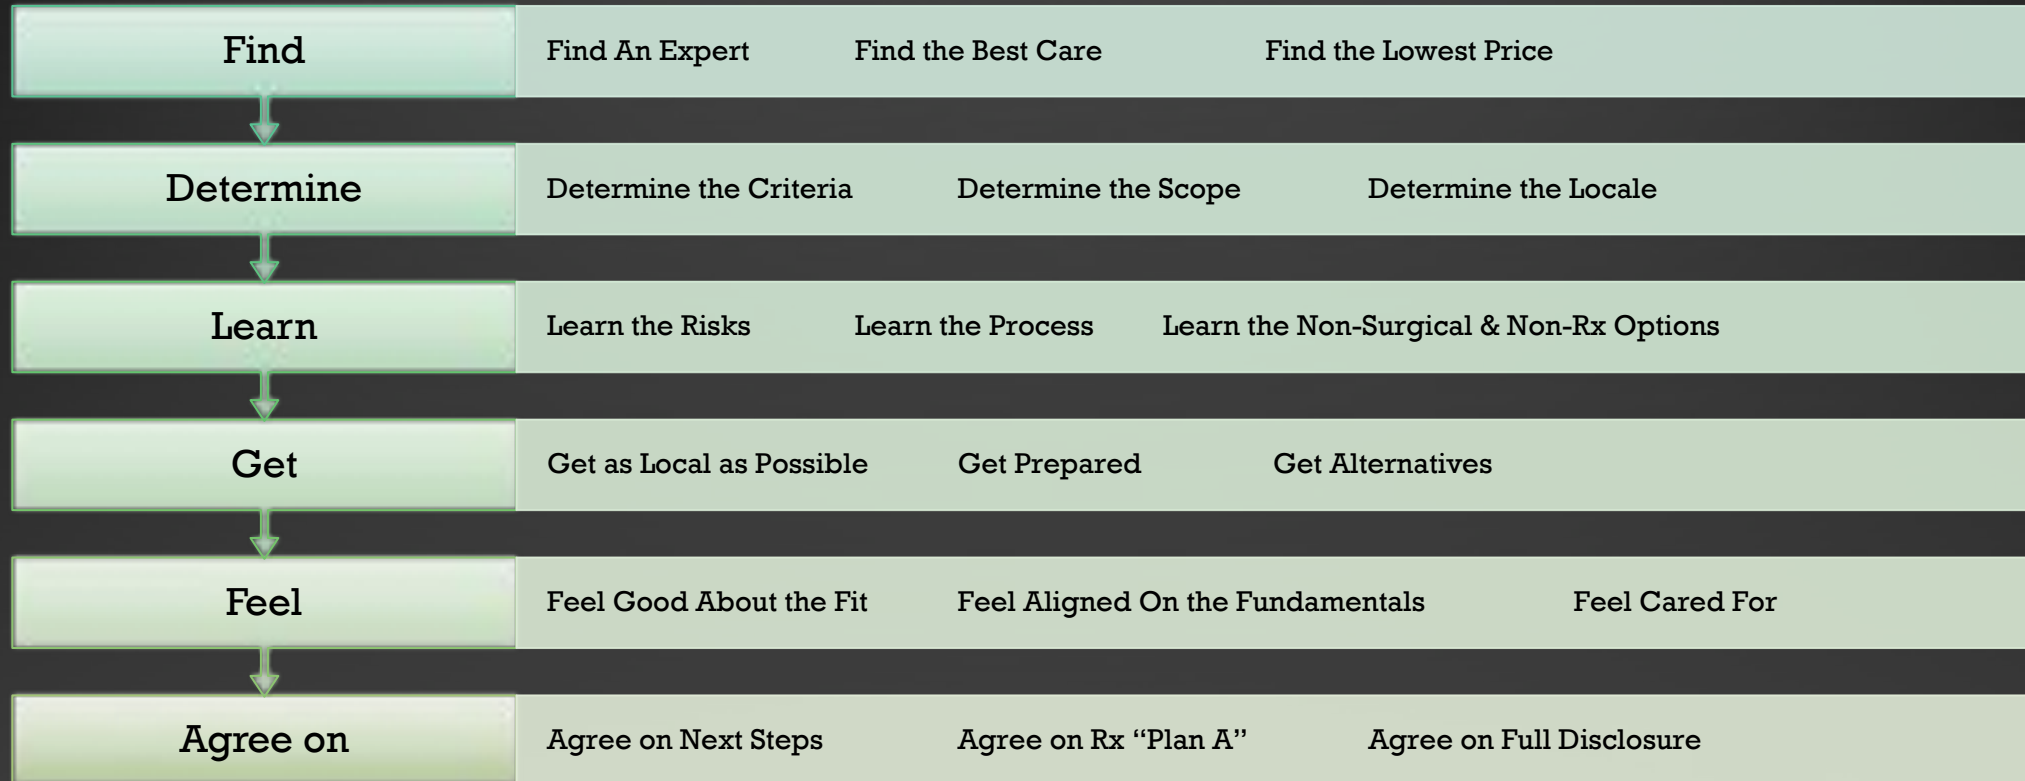 Find
Find An Expert Find the Best Care Find the Lowest Price
Determine
Determine the Criteria Determine the Scope Determine the Locale
Learn
Learn the Risks Learn the Process Learn the Non-Surgical & Non-Rx Options
Get
Get as Local as Possible Get Prepared Get Alternatives
Feel
Feel Good About the Fit Feel Aligned On the Fundamentals Feel Cared For
Agree on
Agree on Next Steps Agree on Rx “Plan A” Agree on Full Disclosure